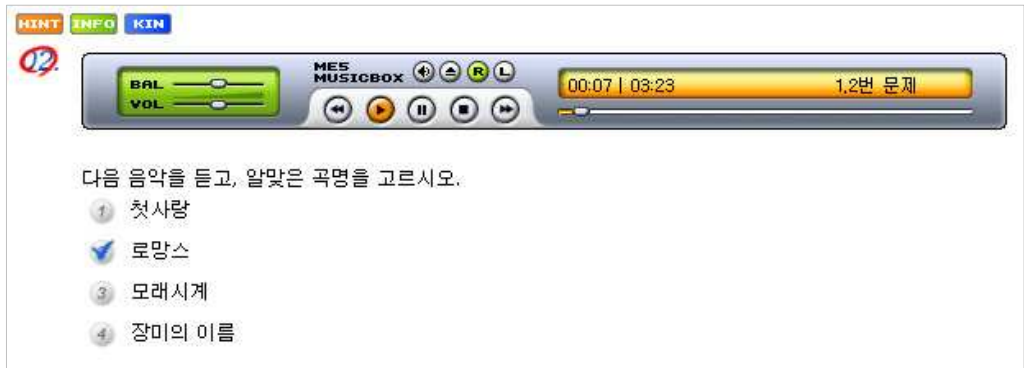 HINT INFO KIN
02.
BAL
VOL
MES
MUSICBOX R L
00:07 | 03:23 1,2번 문제
다음 음악을 듣고, 알맞은 곡명을 고르시오.
1 첫사랑
로망스
3 모래시계
4 장미의 이름